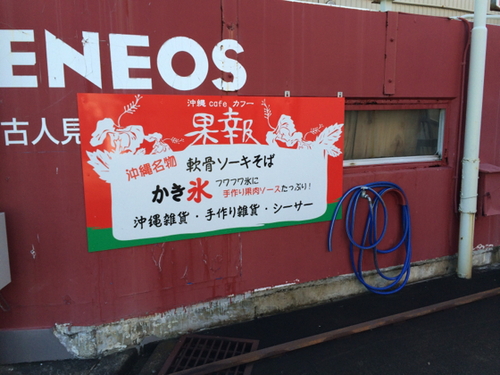 ENEOS
古人見
沖縄 cafe カフー
果報
沖縄名物 軟骨ソーキそば
かき氷 フワフワ氷に
手作り果肉ソースたっぷり!
沖縄雑貨・手作り雑貨・シーサー